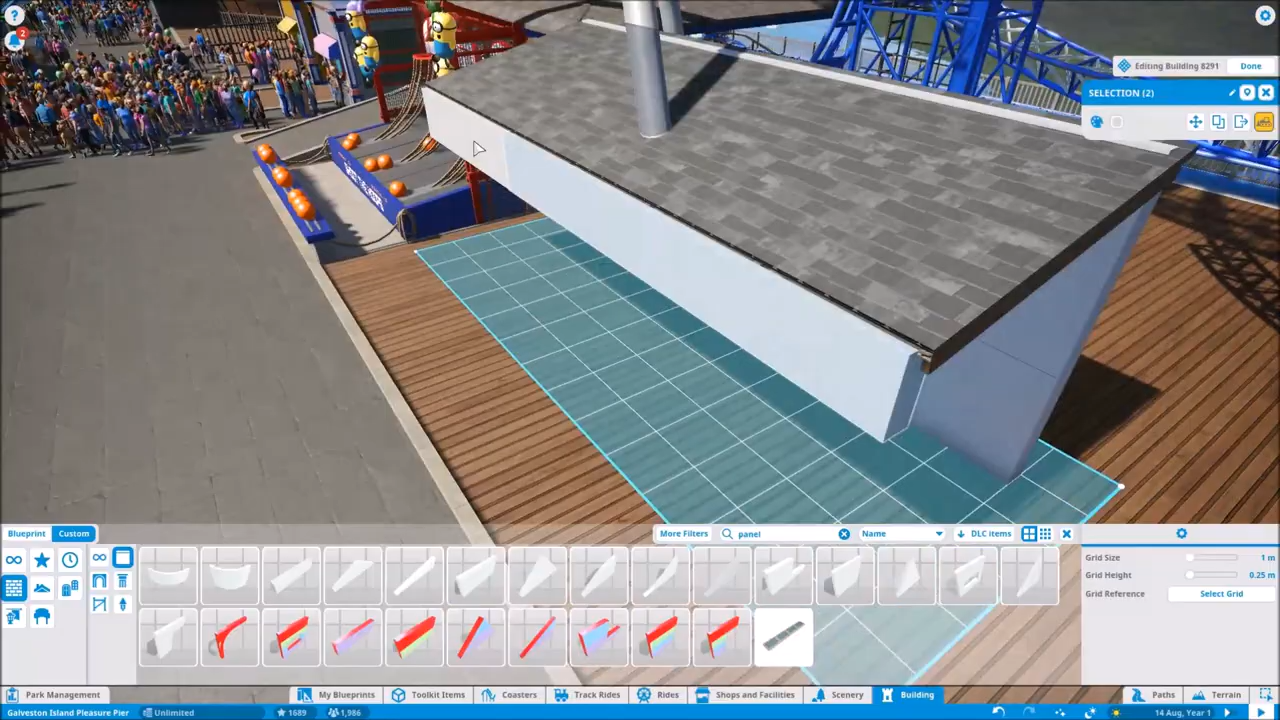 ?
2
Editing Building 8291 Done
SELECTION (2)
Blueprint Custom More Filters panel Name DLC items
Grid Size 1 m
Grid Height 0.25 m
Grid Reference Select Grid
Park Management My Blueprints Toolkit Items Coasters Track Rides Rides Shops and Facilities Scenery Building Paths Terrain
Galveston Island Pleasure Pier Unlimited 1689 1,986 14 Aug, Year 1